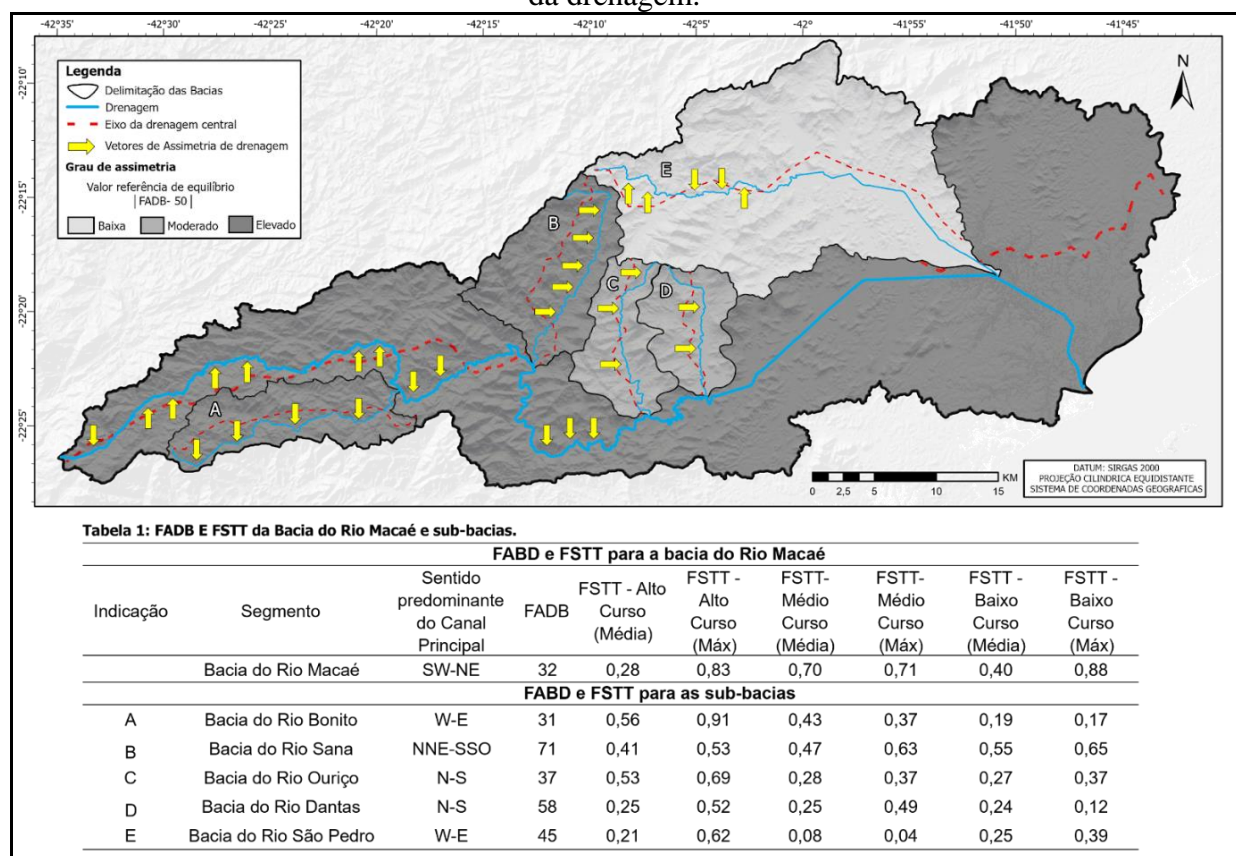 da drenagem.
-42°35' -42°30' -42°25' -42°20' -42°15' -42°10' -42°05' -42° -41°55' -41°50' -41°45'
-22°10'
-22°15'
-22°20'
-22°25'
Legenda
Delimitação das Bacias
Drenagem
Eixo da drenagem central
Vetores de Assimetria de drenagem
Grau de assimetria
Valor referência de equilíbrio
| FADB- 50 |
Baixa Moderado Elevado
N
E
B
C
D
A
0 2,5 5 10 15 KM
DATUM: SIRGAS 2000
PROJEÇÃO CILINDRICA EQUIDISTANTE
SISTEMA DE COORDENADAS GEOGRAFICAS
Tabela 1: FADB E FSTT da Bacia do Rio Macaé e sub-bacias.
FABD e FSTT para a bacia do Rio Macaé
Indicação Segmento Sentido predominante do Canal Principal FADB FSTT - Alto Curso (Média) FSTT - Alto Curso (Máx) FSTT- Médio Curso (Média) FSTT- Médio Curso (Máx) FSTT - Baixo Curso (Média) FSTT - Baixo Curso (Máx)
Bacia do Rio Macaé SW-NE 32 0,28 0,83 0,70 0,71 0,40 0,88
FABD e FSTT para as sub-bacias
A Bacia do Rio Bonito W-E 31 0,56 0,91 0,43 0,37 0,19 0,17
B Bacia do Rio Sana NNE-SSO 71 0,41 0,53 0,47 0,63 0,55 0,65
C Bacia do Rio Ouriço N-S 37 0,53 0,69 0,28 0,37 0,27 0,37
D Bacia do Rio Dantas N-S 58 0,25 0,52 0,25 0,49 0,24 0,12
E Bacia do Rio São Pedro W-E 45 0,21 0,62 0,08 0,04 0,25 0,39